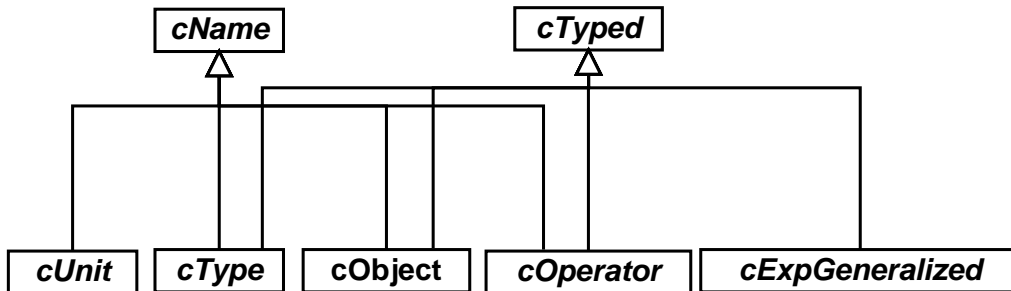 cName
cTyped
cUnit
cType
cObject
cOperator
cExpGeneralized